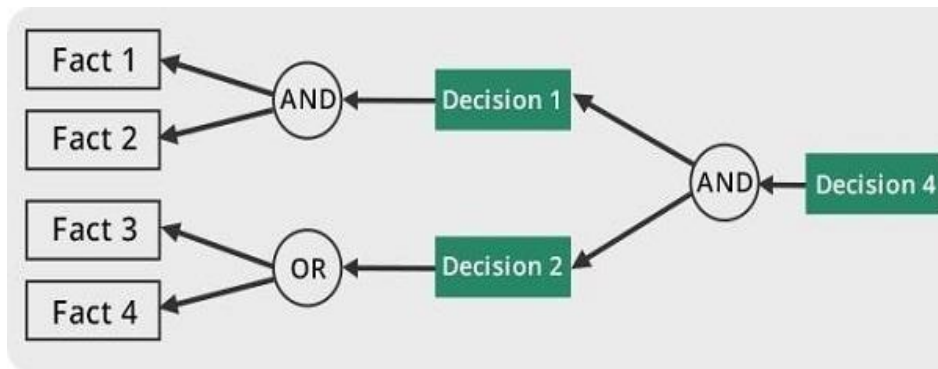 Fact 1
Fact 2
Fact 3
Fact 4
AND
OR
Decision 1
Decision 2
AND
Decision 4